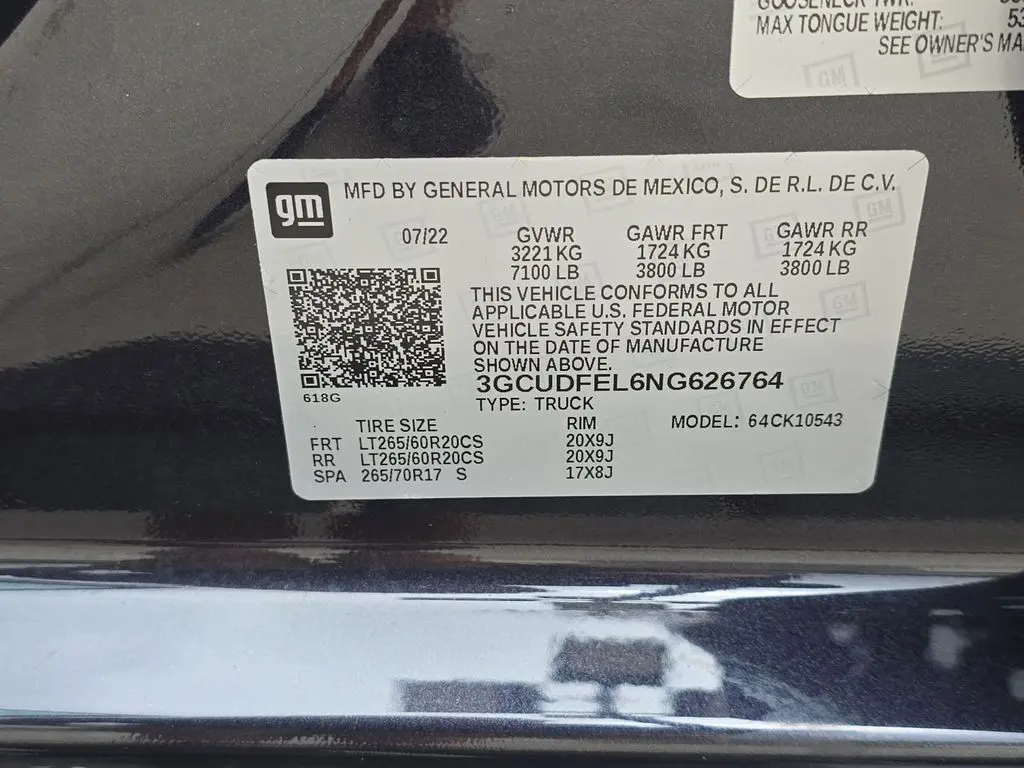 MAX TONGUE WEIGHT: 53
SEE OWNER'S MA
gm
MFD BY GENERAL MOTORS DE MEXICO, S. DE R.L. DE C.V.
07/22 GVWR GAWR FRT GAWR RR
3221 KG 1724 KG 1724 KG
7100 LB 3800 LB 3800 LB
THIS VEHICLE CONFORMS TO ALL
APPLICABLE U.S. FEDERAL MOTOR
VEHICLE SAFETY STANDARDS IN EFFECT
ON THE DATE OF MANUFACTURE
SHOWN ABOVE.
3GCUDFEL6NG626764
618G
TYPE: TRUCK
TIRE SIZE RIM MODEL: 64CK10543
FRT LT265/60R20CS 20X9J
RR LT265/60R20CS 20X9J
SPA 265/70R17 S 17X8J